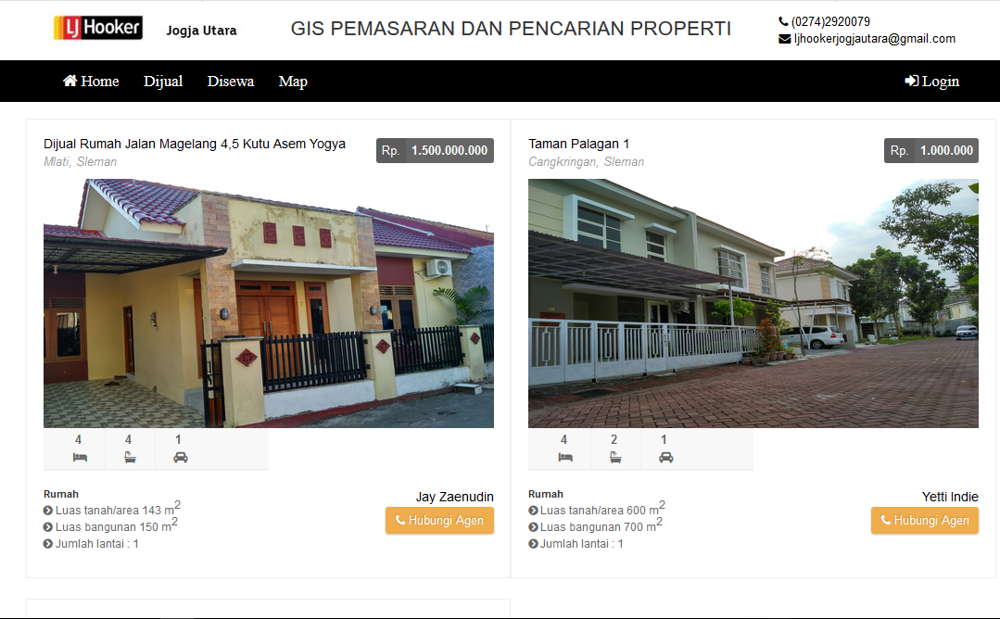 LJ Hooker
Jogja Utara
GIS PEMASARAN DAN PENCARIAN PROPERTI
(0274)2920079
ljhookerjogjautara@gmail.com
Home Dijual Disewa Map Login
Dijual Rumah Jalan Magelang 4,5 Kutu Asem Yogya
Mlati, Sleman
Rp. 1.500.000.000
4 4 1
Rumah
Luas tanah/area 143 m2
Luas bangunan 150 m2
Jumlah lantai : 1
Jay Zaenudin
Hubungi Agen
Taman Palagan 1
Cangkringan, Sleman
Rp. 1.000.000
4 2 1
Rumah
Luas tanah/area 600 m2
Luas bangunan 700 m2
Jumlah lantai : 1
Yetti Indie
Hubungi Agen